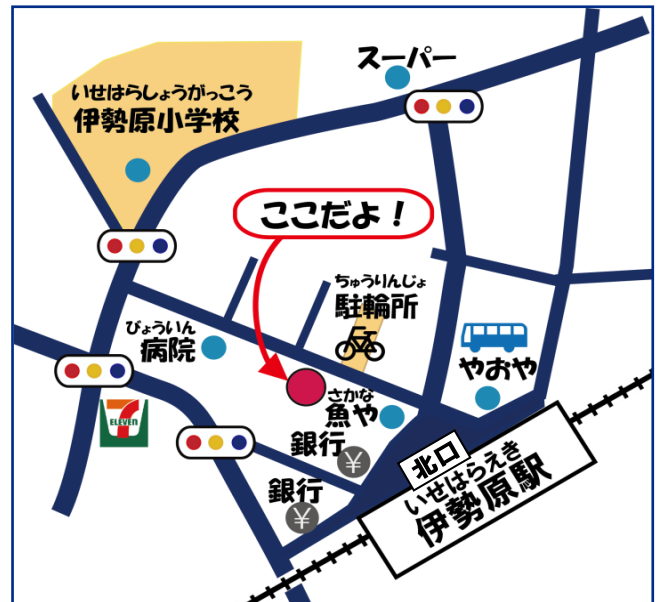 スーパー
いせはらしょうがっこう
伊勢原小学校
ここだよ！
ちゅうりんじょ
駐輪所
びょういん
病院
やおや
さかな
魚や
7
ELEVEN
銀行
¥
北口
いせはらえき
伊勢原駅
銀行
¥